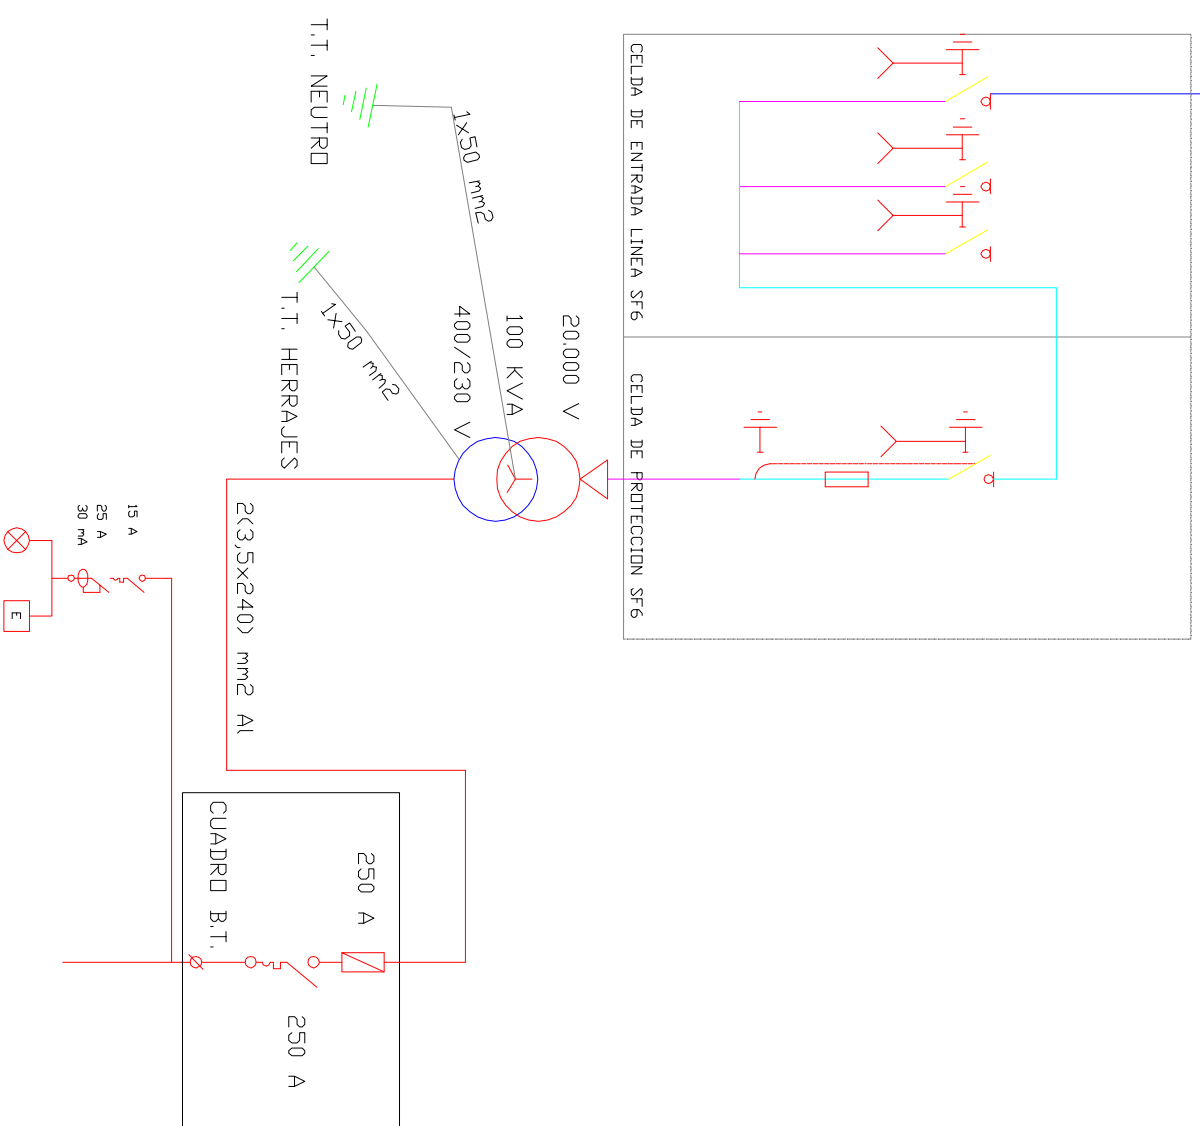 CELDA DE ENTRADA LINEA SF6
CELDA DE PROTECCION SF6
20.000 V
100 KVA
400/230 V
1x50 mm2
T.T. NEUTRO
1x50 mm2
T.T. HERRAJES
2(3,5x240) mm2 Al
15 A
25 A
30 mA
E
250 A
250 A
CUADRO B.T.